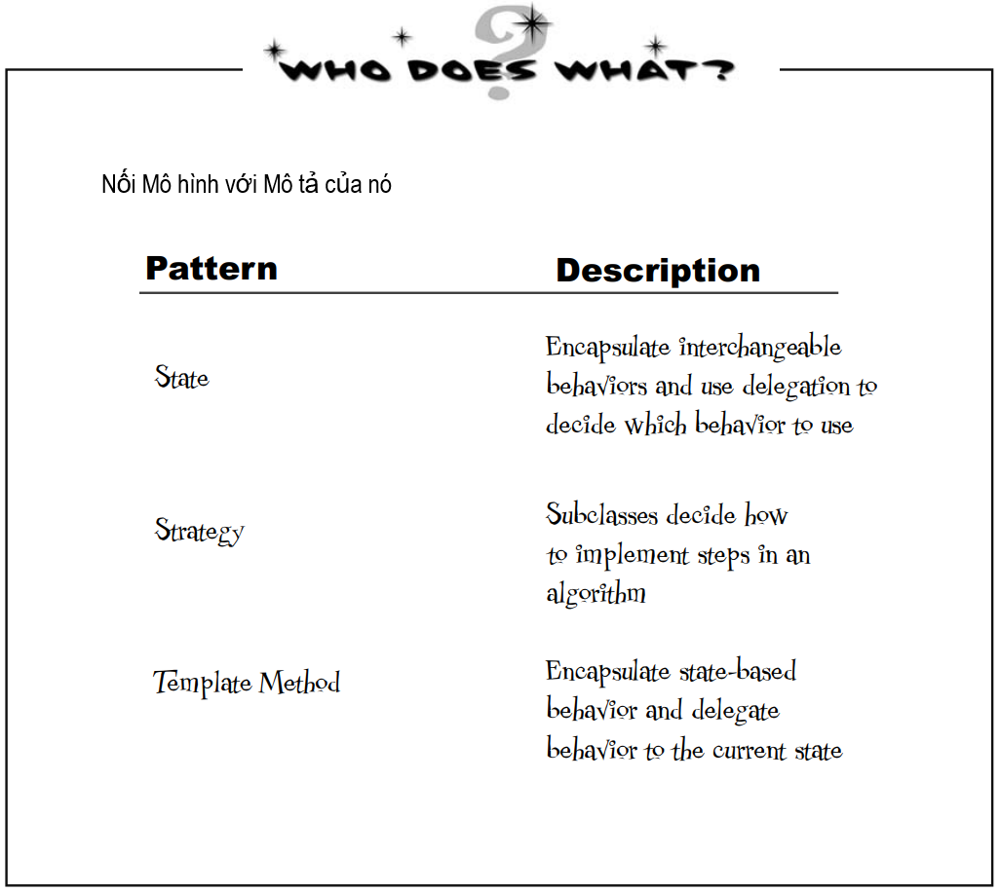 WHO DOES WHAT?
Nối Mô hình với Mô tả của nó
Pattern
Description
State
Encapsulate interchangeable
behaviors and use delegation to
decide which behavior to use
Strategy
Subclasses decide how
to implement steps in an
algorithm
Template Method
Encapsulate state-based
behavior and delegate
behavior to the current state